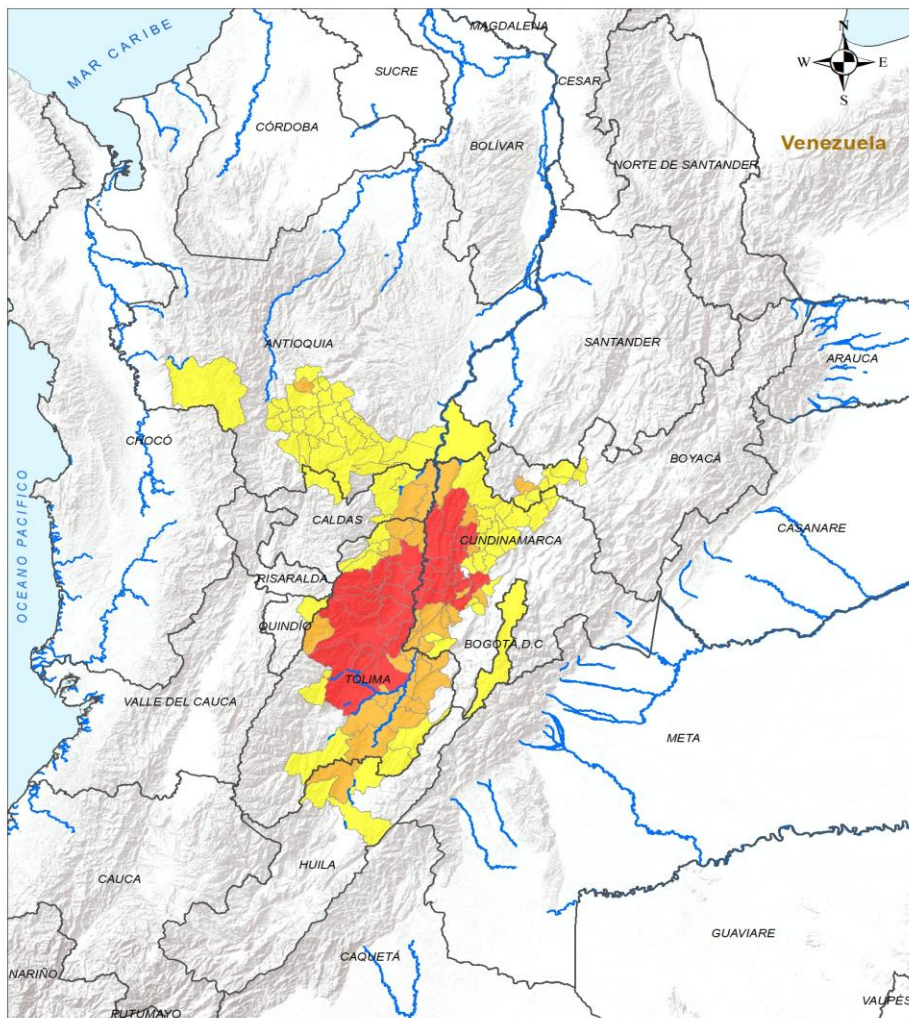 MAGDALENA
N
MAR CARIBE
W
E
SUCRE
CESAR
S
CÓRDOBA
BOLÍVAR
Venezuela
NORTE DE SANTANDER
ANTIOQUIA
SANTANDER
ARAUCA
CHOCÓ
BOYACÁ
OCEANO PACIFICO
CALDAS
CASANARE
CUNDINAMARCA
RISARALDA
QUINDÍO
BOGOTÁ,D.C
TOLIMA
VALLE DEL CAUCA
META
HUILA
CAUCA
GUAVIARE
CAQUETÁ
NARIÑO
VAUPÉS
PUTUMAYO